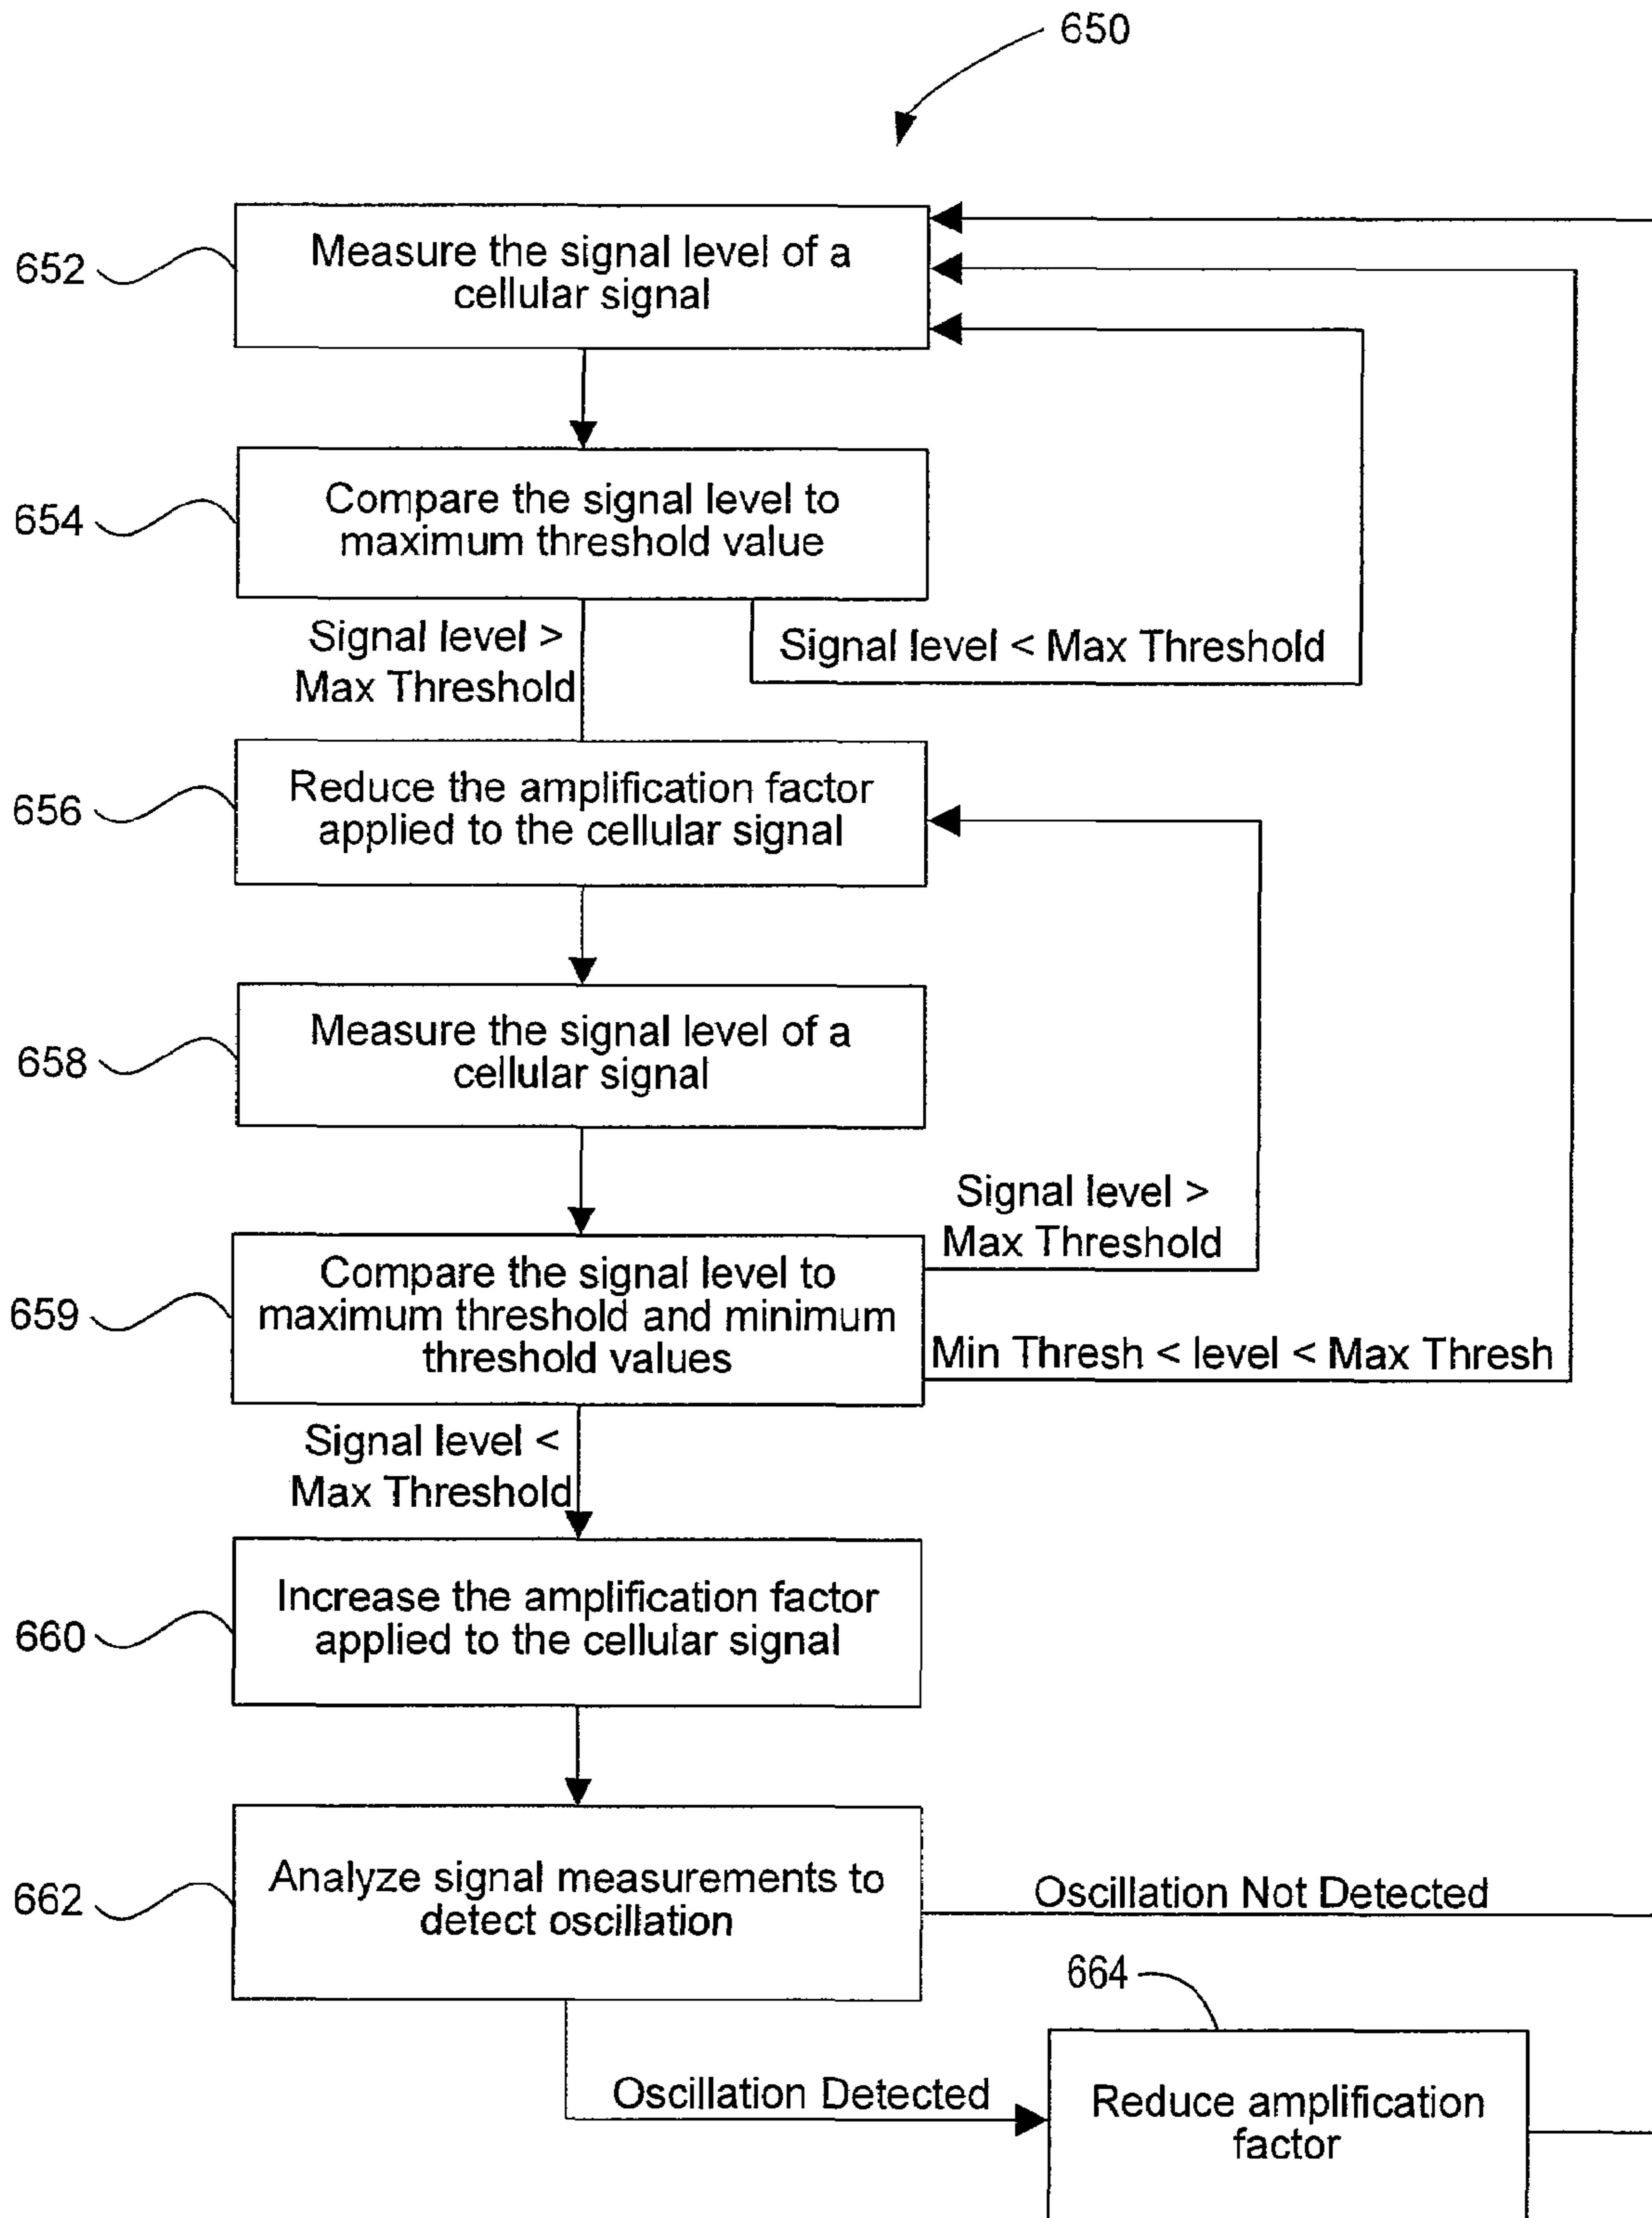 650
652
Measure the signal level of a
cellular signal
654
Compare the signal level to
maximum threshold value
Signal level >
Max Threshold
Signal level < Max Threshold
656
Reduce the amplification factor
applied to the cellular signal
658
Measure the signal level of a
cellular signal
Signal level >
Max Threshold
659
Compare the signal level to
maximum threshold and minimum
threshold values
Min Thresh < level < Max Thresh
Signal level <
Max Threshold
660
Increase the amplification factor
applied to the cellular signal
662
Analyze signal measurements to
detect oscillation
Oscillation Not Detected
664
Oscillation Detected
Reduce amplification
factor